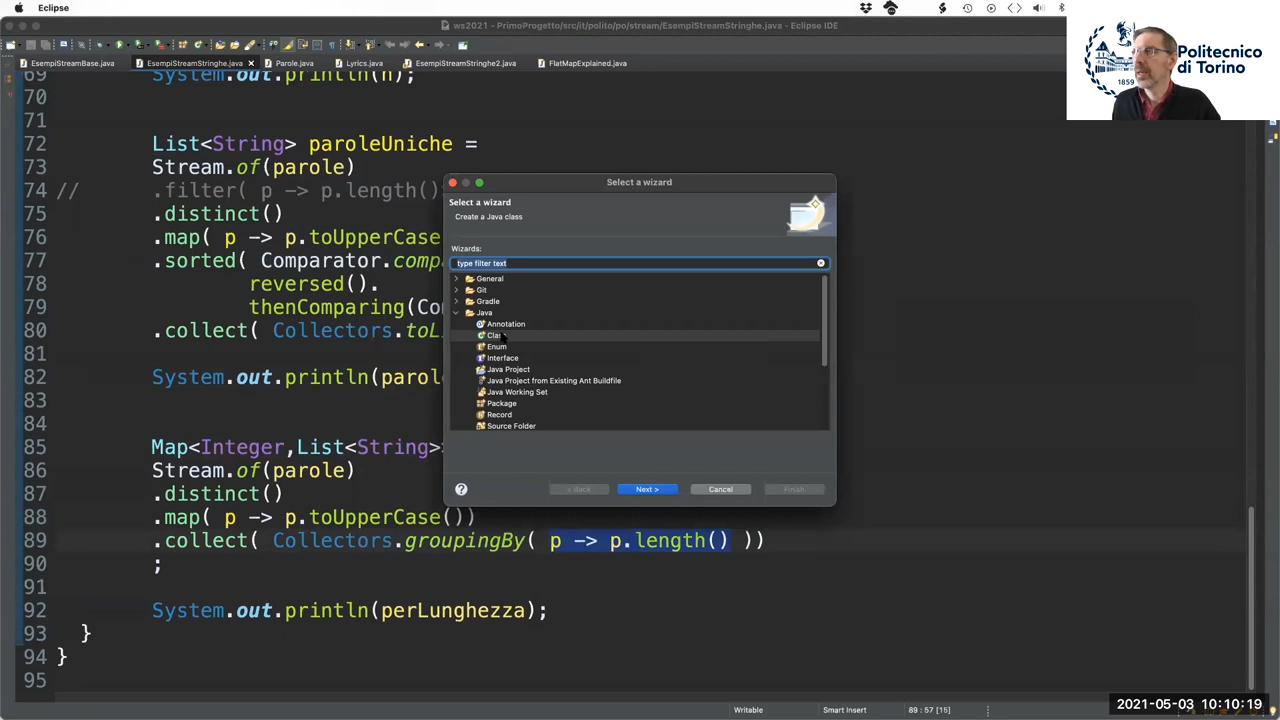 Eclipse
ws2021 - PrimoProgetto/src/it/polito/po/stream/EsempiStreamStringhe.java - Eclipse IDE
EsempiStreamBase.java
EsempiStreamStringhe.java
Parole.java
Lyrics.java
EsempiStreamStringhe2.java
FlatMapExplained.java
Politecnico
di Torino
1859
69 System.out.println(n);
70
71
72 List<String> paroleUniche =
73 Stream.of(parole)
74 // .filter( p -> p.length()
75 .distinct()
76 .map( p -> p.toUpperCase
77 .sorted( Comparator.comp
78 reversed().
79 thenComparing(Co
80 .collect( Collectors.toL
81
82 System.out.println(parol
83
84
85 Map<Integer,List<String>
86 Stream.of(parole)
87 .distinct()
88 .map( p -> p.toUpperCase())
89 .collect( Collectors.groupingBy( p -> p.length() ))
90 ;
91
92 System.out.println(perLunghezza);
93 }
94 }
95
Select a wizard
Select a wizard
Create a Java class
Wizards:
type filter text
General
Git
Gradle
Java
Annotation
Class
Enum
Interface
Java Project
Java Project from Existing Ant Buildfile
Java Working Set
Package
Record
Source Folder
?
< Back
Next >
Cancel
Finish
Writable
Smart Insert
89 : 57 [15]
2021-05-03 10:10:19